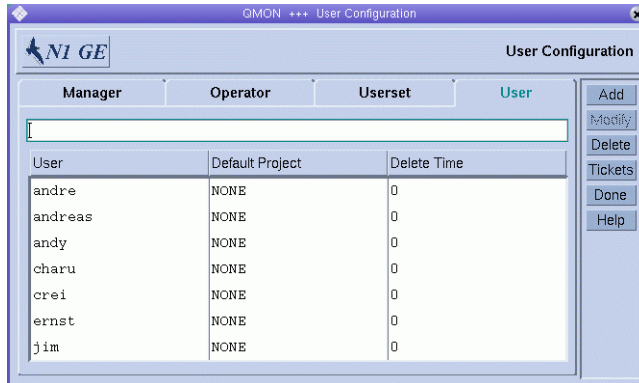 QMON +++ User Configuration
N1 GE
User Configuration
Manager Operator Userset User
User Default Project Delete Time
andre NONE 0
andreas NONE 0
andy NONE 0
charu NONE 0
crei NONE 0
ernst NONE 0
jim NONE 0
Add
Modify
Delete
Tickets
Done
Help